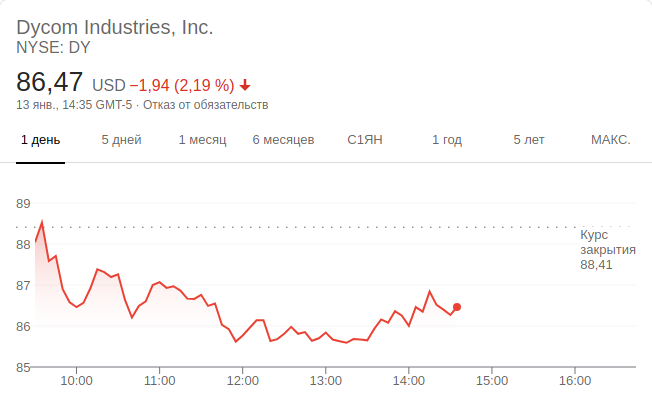 Dycom Industries, Inc.
NYSE: DY
86,47 USD −1,94 (2,19 %)
13 янв., 14:35 GMT-5 · Отказ от обязательств
1 день 5 дней 1 месяц 6 месяцев С1ЯН 1 год 5 лет МАКС.
89
88
87
86
85
Курс
закрытия
88,41
10:00 11:00 12:00 13:00 14:00 15:00 16:00